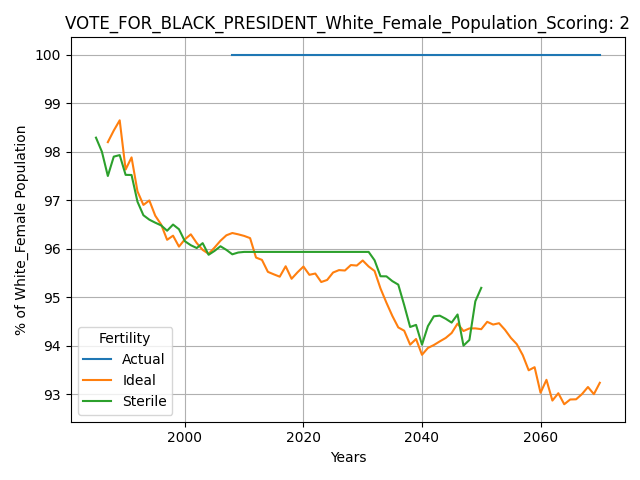 VOTE_FOR_BLACK_PRESIDENT_White_Female_Population_Scoring: 2
% of White_Female Population
100
99
98
97
96
95
94
93
Fertility
Actual
Ideal
Sterile
2000
2020
2040
2060
Years